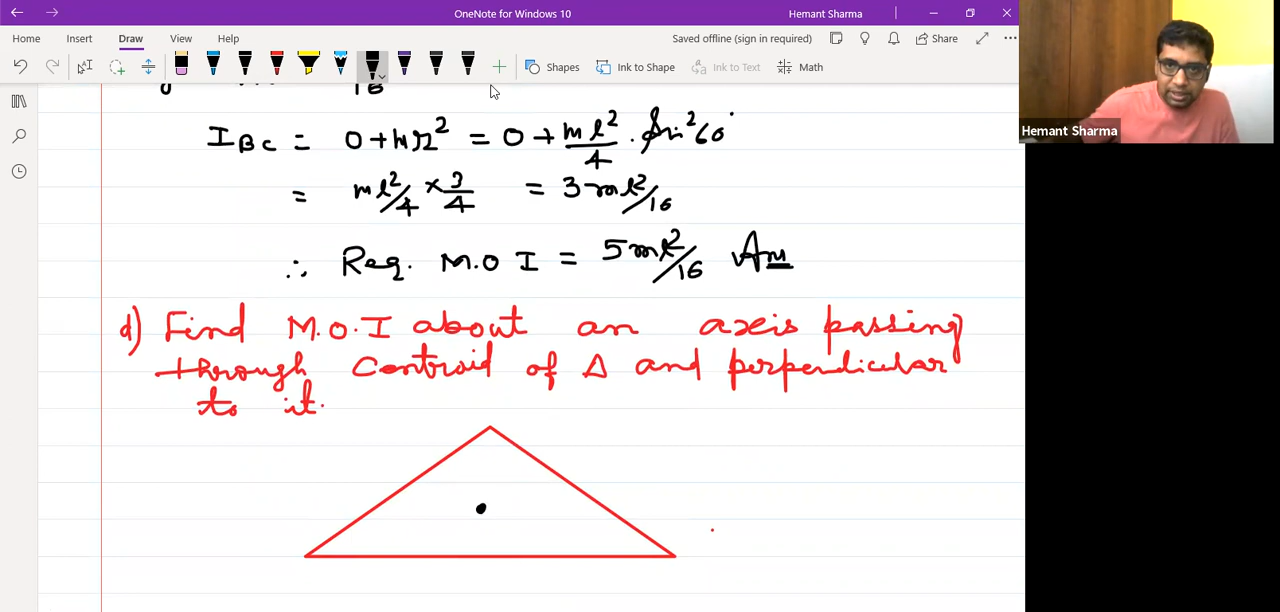 OneNote for Windows 10
Hemant Sharma
Home Insert Draw View Help
Saved offline (sign in required)
Share
Shapes
Ink to Shape
Ink to Text
Math
16
I BC = 0 + mr² = 0 + ml²/4 . Sin²60°
= ml²/4 × 3/4 = 3ml²/16
∴ Req. M.O I = 5ml²/16 Ans
d) Find M.O.I about an axis passing
through Centroid of Δ and perpendicular
to it.
Hemant Sharma